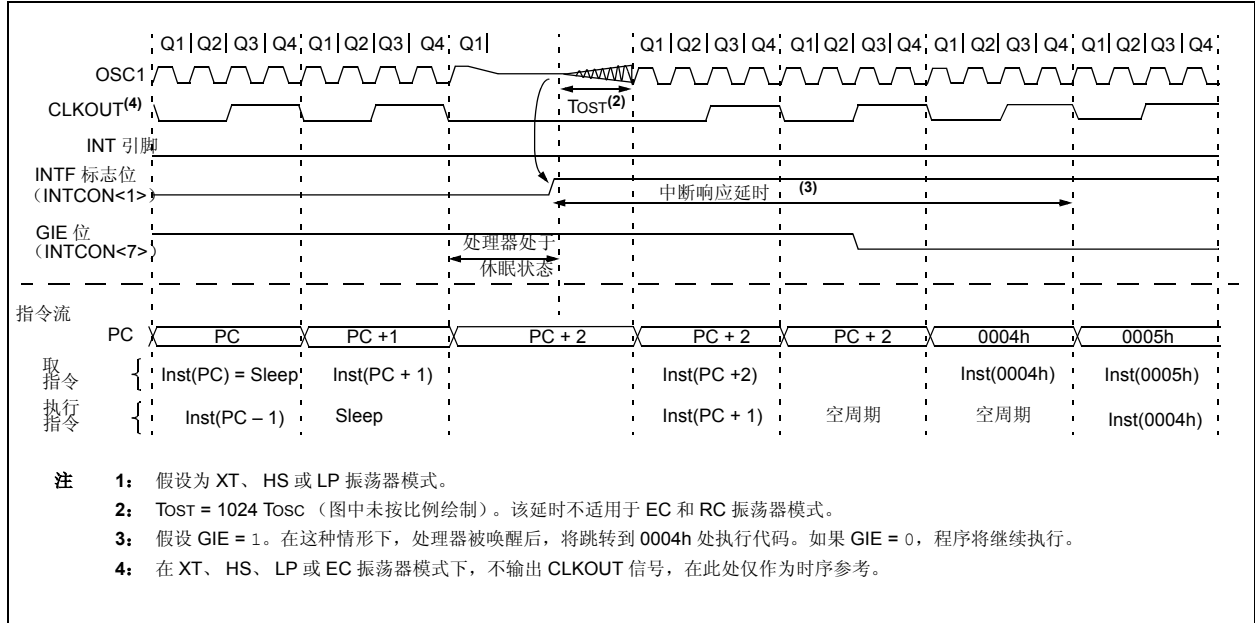 Q1 Q2 Q3 Q4 Q1 Q2 Q3 Q4 Q1 Q1 Q2 Q3 Q4 Q1 Q2 Q3 Q4 Q1 Q2 Q3 Q4 Q1 Q2 Q3 Q4
OSC1
CLKOUT(4)
TOST(2)
INT 引脚
INTF 标志位
（INTCON<1>）
中断响应延时 (3)
GIE 位
（INTCON<7>）
处理器处于
休眠状态
指令流
PC PC PC +1 PC + 2 PC + 2 PC + 2 0004h 0005h
取
指令 { Inst(PC) = Sleep Inst(PC + 1) Inst(PC +2) Inst(0004h) Inst(0005h)
执行
指令 { Inst(PC – 1) Sleep Inst(PC + 1) 空周期 空周期 Inst(0004h)
注 1： 假设为 XT、 HS 或 LP 振荡器模式。
2： TOST = 1024 TOSC （图中未按比例绘制）。该延时不适用于 EC 和 RC 振荡器模式。
3： 假设 GIE = 1。在这种情形下，处理器被唤醒后，将跳转到 0004h 处执行代码。如果 GIE = 0，程序将继续执行。
4： 在 XT、 HS、 LP 或 EC 振荡器模式下，不输出 CLKOUT 信号，在此处仅作为时序参考。